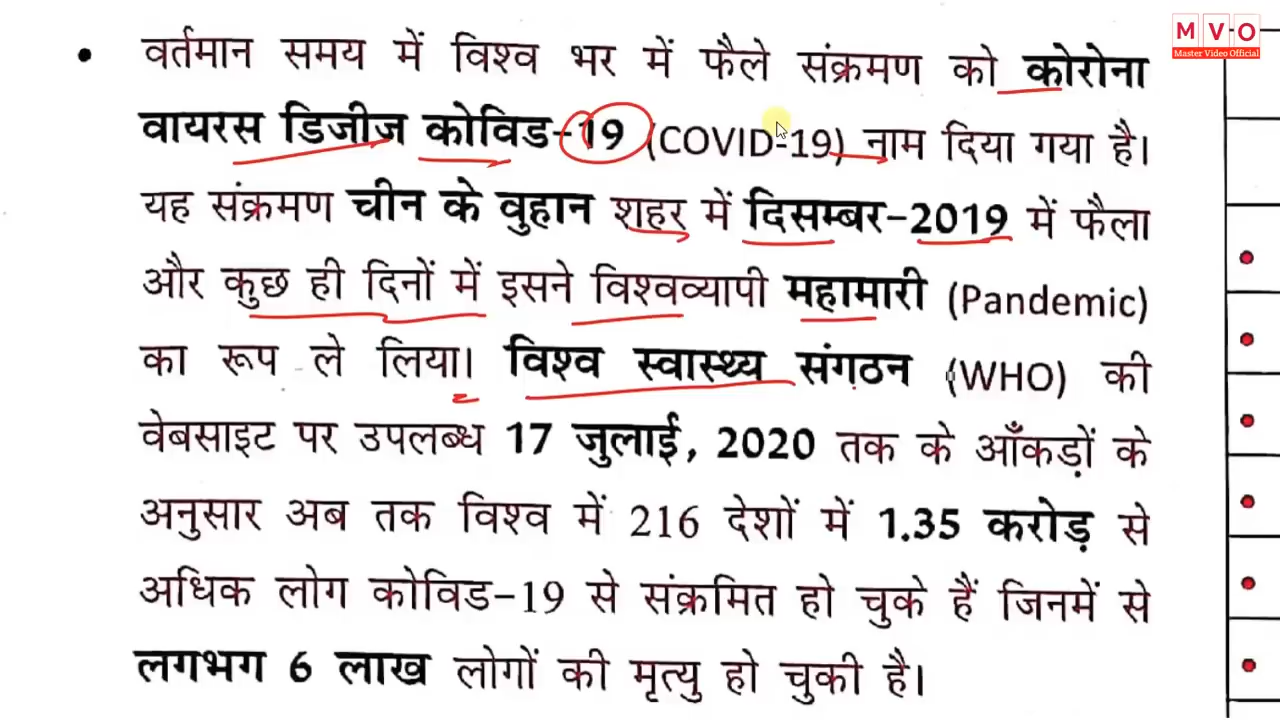 M V O
Master Video Official
• वर्तमान समय में विश्व भर में फैले संक्रमण को कोरोना
वायरस डिजीज कोविड-19 (COVID-19) नाम दिया गया है।
यह संक्रमण चीन के वुहान शहर में दिसम्बर-2019 में फैला
और कुछ ही दिनों में इसने विश्वव्यापी महामारी (Pandemic)
का रूप ले लिया। विश्व स्वास्थ्य संगठन (WHO) की
वेबसाइट पर उपलब्ध 17 जुलाई, 2020 तक के आँकड़ों के
अनुसार अब तक विश्व में 216 देशों में 1.35 करोड़ से
अधिक लोग कोविड-19 से संक्रमित हो चुके हैं जिनमें से
लगभग 6 लाख लोगों की मृत्यु हो चुकी है।